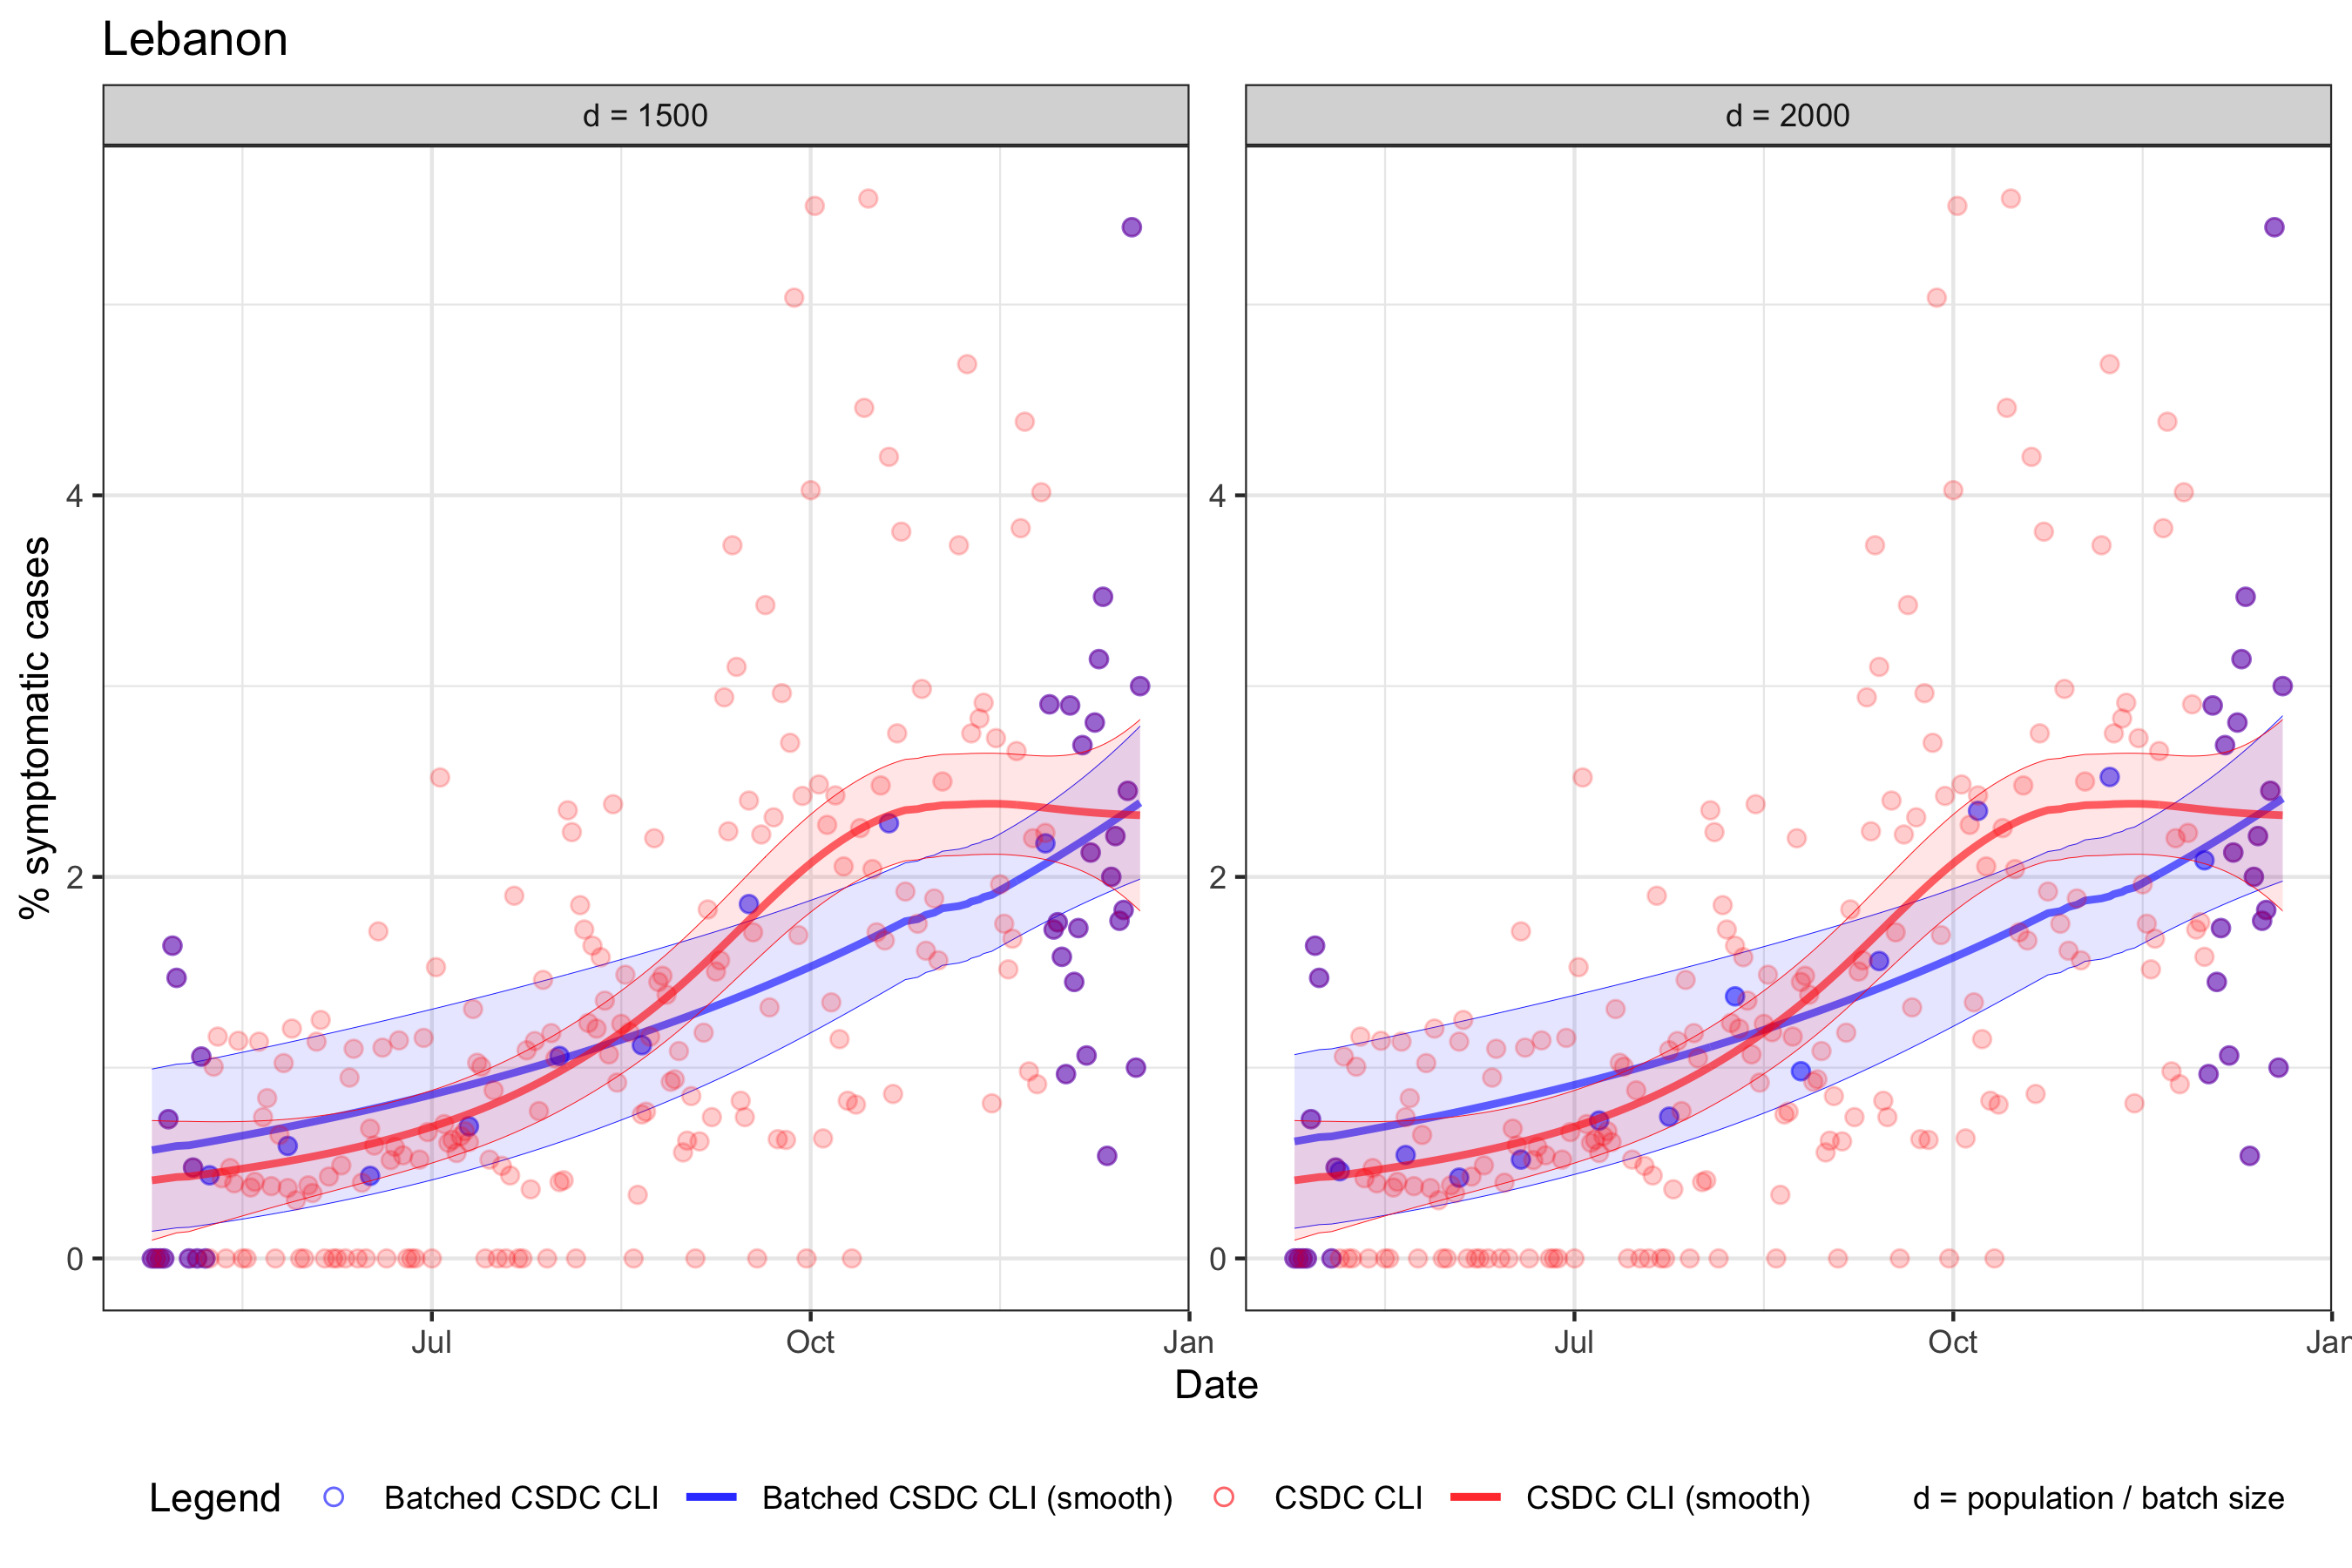 Lebanon
d = 1500
d = 2000
% symptomatic cases
4
2
0
4
2
0
Jul
Oct
Jan
Jul
Oct
Jan
Date
Legend
Batched CSDC CLI
Batched CSDC CLI (smooth)
CSDC CLI
CSDC CLI (smooth)
d = population / batch size